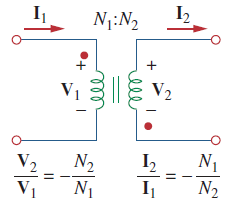 I₁ N₁:N₂ I₂
+ +
V₁ V₂
− −
V₂/V₁ = −N₂/N₁ I₂/I₁ = −N₁/N₂